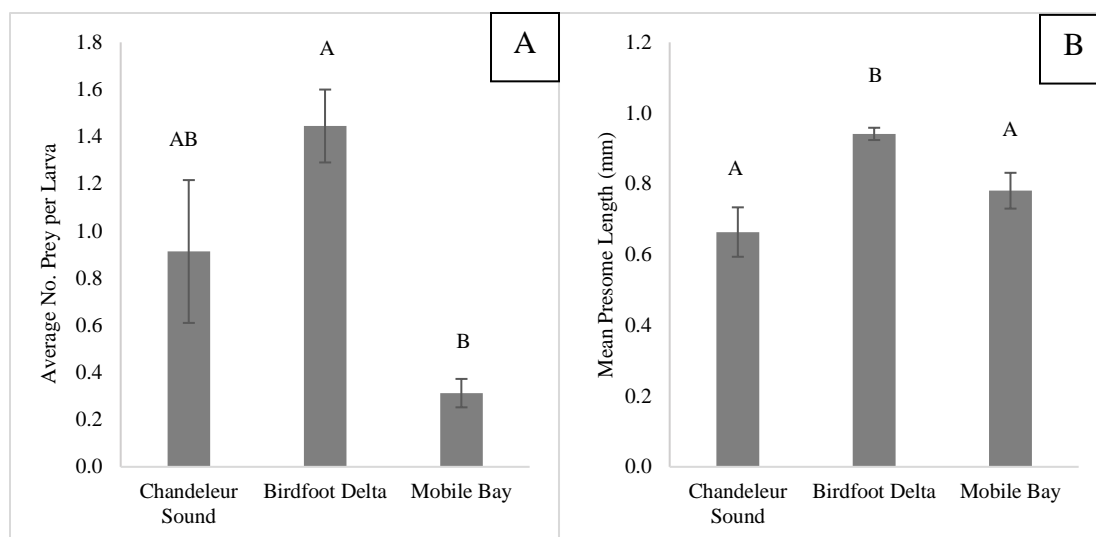 A
Average No. Prey per Larva
1.8
1.6
1.4
1.2
1.0
0.8
0.6
0.4
0.2
0.0
AB
A
B
Chandeleur
Sound
Birdfoot Delta
Mobile Bay
B
Mean Presome Length (mm)
1.2
1.0
0.8
0.6
0.4
0.2
0.0
A
B
A
Chandeleur
Sound
Birdfoot Delta
Mobile Bay